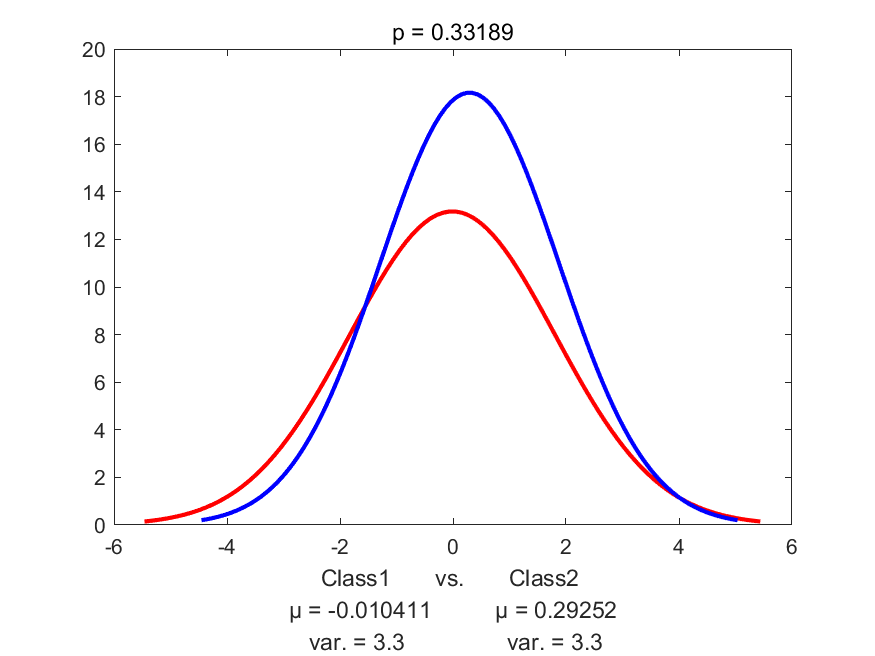 p = 0.33189
20
18
16
14
12
10
8
6
4
2
0
-6 -4 -2 0 2 4 6
Class1 vs. Class2
μ = -0.010411 μ = 0.29252
var. = 3.3 var. = 3.3